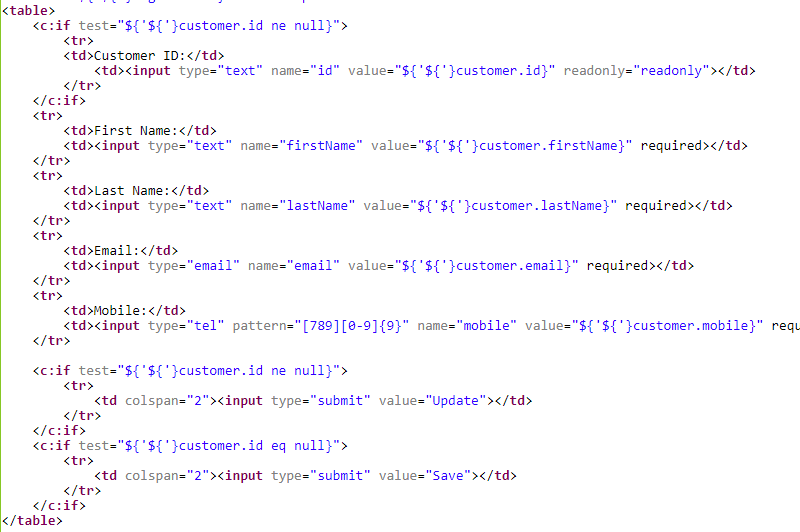 <table>
<c:if test="${'${'}customer.id ne null}">
<tr>
<td>Customer ID:</td>
<td><input type="text" name="id" value="${'${'}customer.id}" readonly="readonly"></td>
</tr>
</c:if>
<tr>
<td>First Name:</td>
<td><input type="text" name="firstName" value="${'${'}customer.firstName}" required></td>
</tr>
<tr>
<td>Last Name:</td>
<td><input type="text" name="lastName" value="${'${'}customer.lastName}" required></td>
</tr>
<tr>
<td>Email:</td>
<td><input type="email" name="email" value="${'${'}customer.email}" required></td>
</tr>
<tr>
<td>Mobile:</td>
<td><input type="tel" pattern="[789][0-9]{9}" name="mobile" value="${'${'}customer.mobile}" requ
</tr>
<c:if test="${'${'}customer.id ne null}">
<tr>
<td colspan="2"><input type="submit" value="Update"></td>
</tr>
</c:if>
<c:if test="${'${'}customer.id eq null}">
<tr>
<td colspan="2"><input type="submit" value="Save"></td>
</tr>
</c:if>
</table>